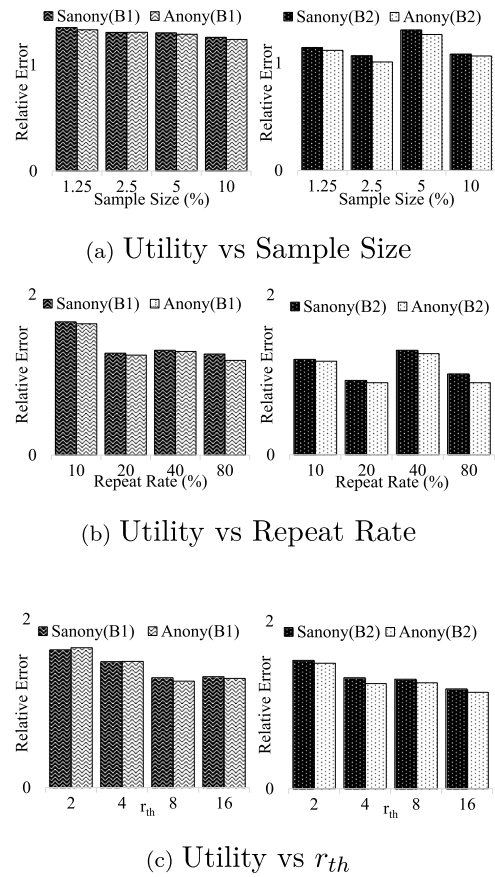 Sanony(B1) Anony(B1)
Relative Error
1
0
1.25 2.5 5 10
Sample Size (%)
Sanony(B2) Anony(B2)
Relative Error
1
0
1.25 2.5 5 10
Sample Size (%)
(a) Utility vs Sample Size
2
Sanony(B1) Anony(B1)
Relative Error
0
10 20 40 80
Repeat Rate (%)
2
Sanony(B2) Anony(B2)
Relative Error
0
10 20 40 80
Repeat Rate (%)
(b) Utility vs Repeat Rate
2
Sanony(B1) Anony(B1)
Relative Error
0
2 4 8 16
r_th
2
Sanony(B2) Anony(B2)
Relative Error
0
2 4 8 16
r_th
(c) Utility vs r_th